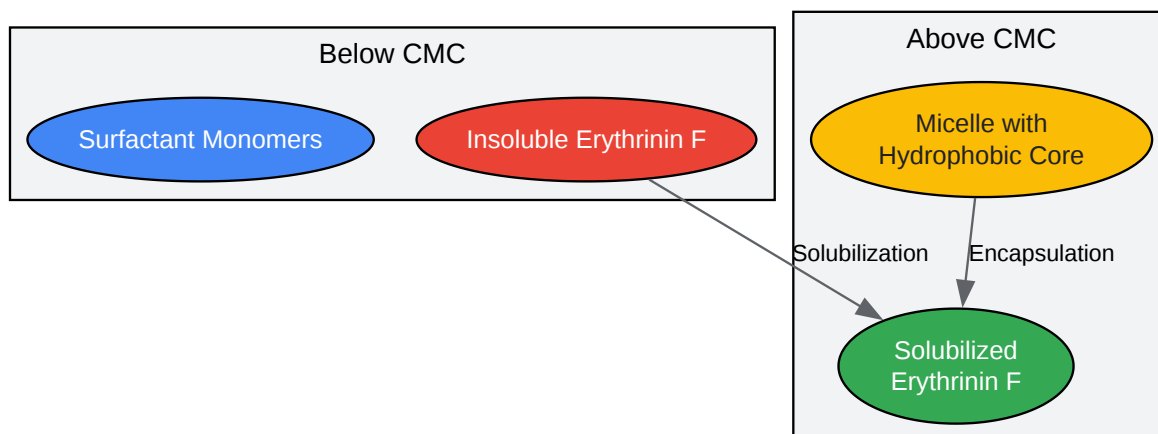 Below CMC
Surfactant Monomers
Insoluble Erythrinin F
Above CMC
Micelle with
Hydrophobic Core
Solubilization
Encapsulation
Solubilized
Erythrinin F